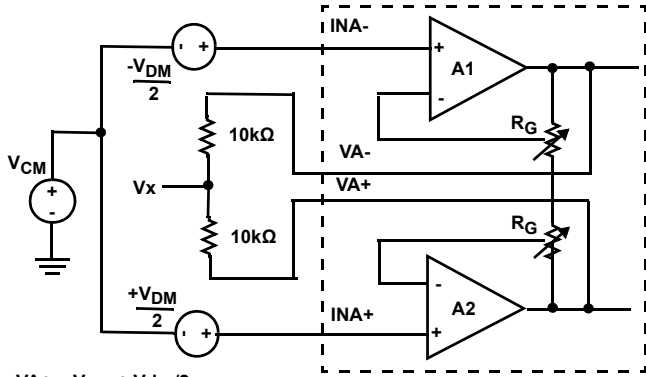 INA-
+
A1
-
- +
-VDM
2
10kΩ
RG
VA-
VCM
Vx
VA+
+
-
10kΩ
RG
-
A2
+VDM
2
INA+
+
- +